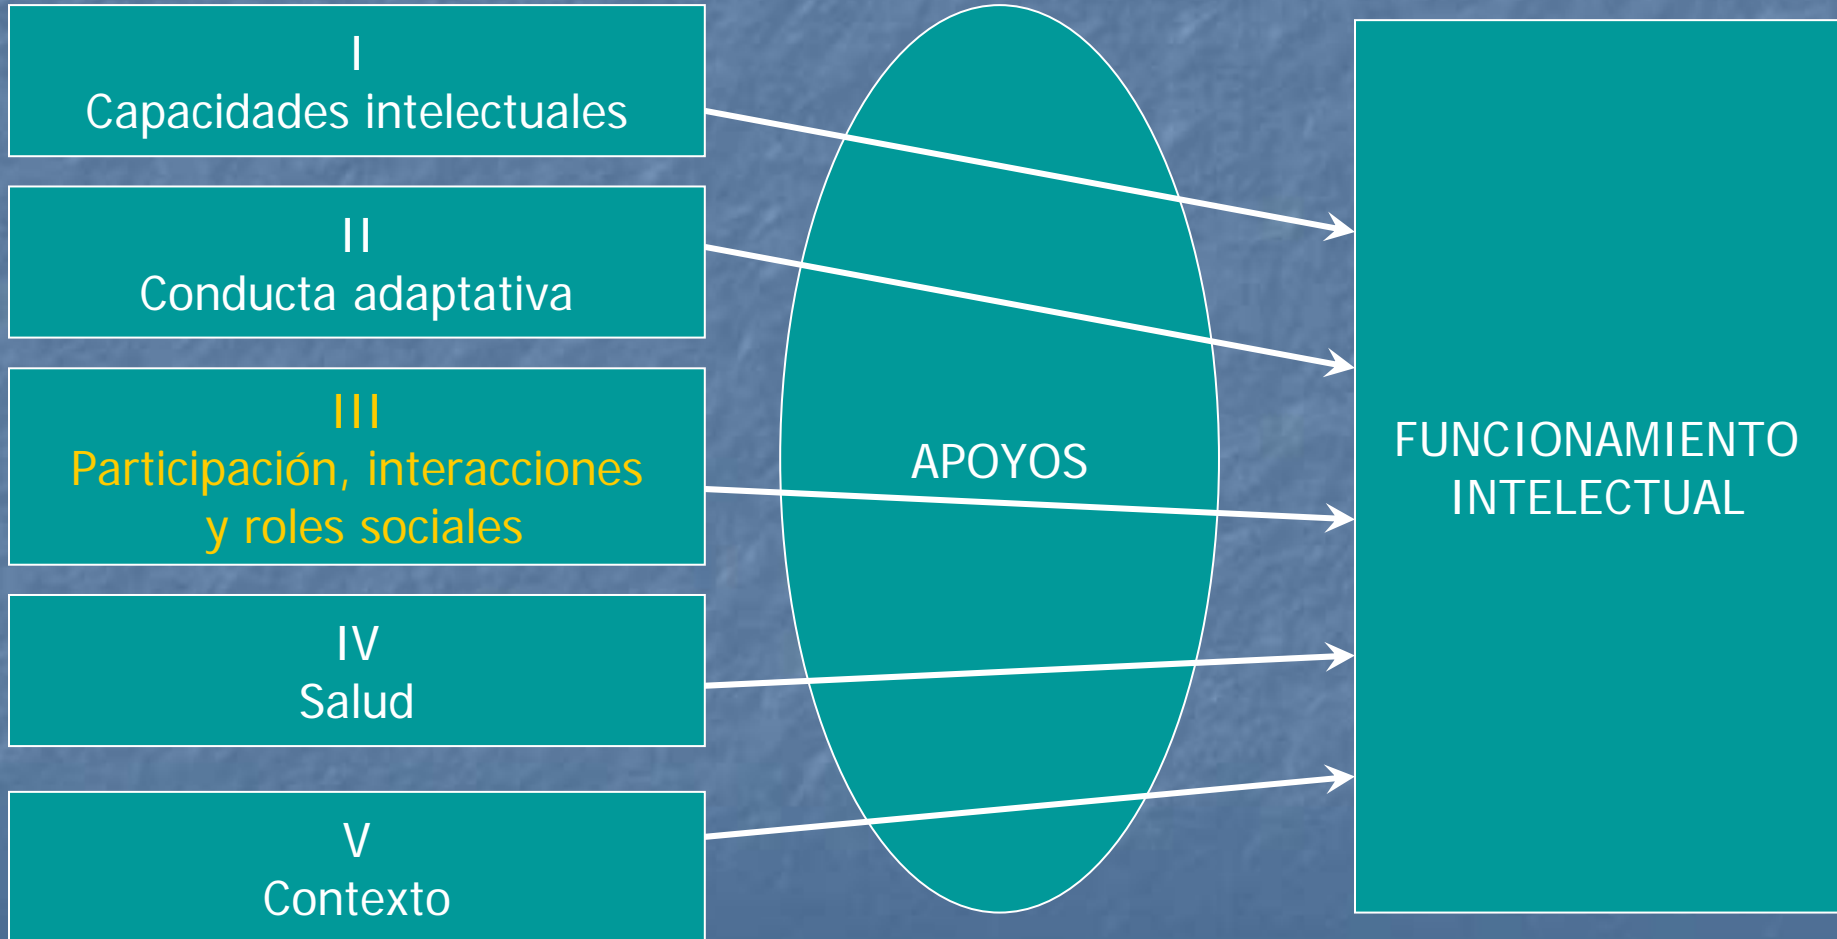 I
Capacidades intelectuales
II
Conducta adaptativa
III
Participación, interacciones
y roles sociales
IV
Salud
V
Contexto
APOYOS
FUNCIONAMIENTO
INTELECTUAL